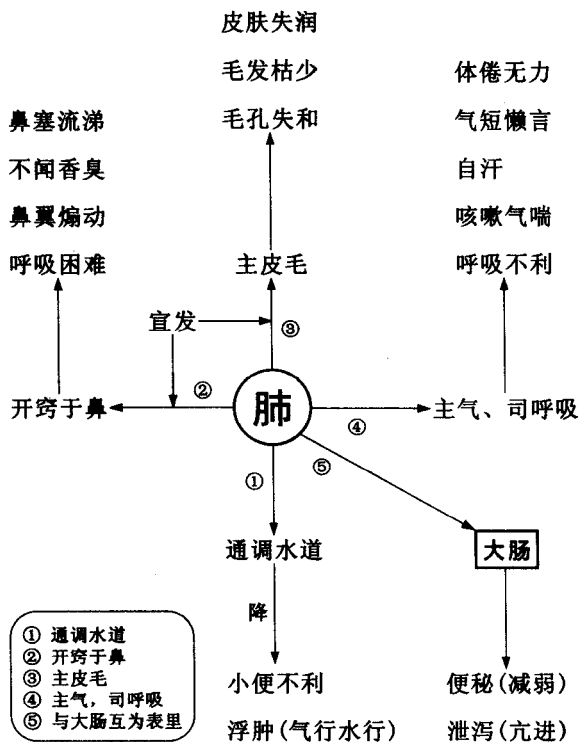 皮肤失润
毛发枯少
毛孔失和
鼻塞流涕
不闻香臭
鼻翼煽动
呼吸困难
体倦无力
气短懒言
自汗
咳嗽气喘
呼吸不利
主皮毛
宣发
③
②
开窍于鼻
肺
主气、司呼吸
④
⑤
①
通调水道
大肠
降
小便不利
浮肿(气行水行)
便秘(减弱)
泄泻(亢进)
① 通调水道
② 开窍于鼻
③ 主皮毛
④ 主气，司呼吸
⑤ 与大肠互为表里